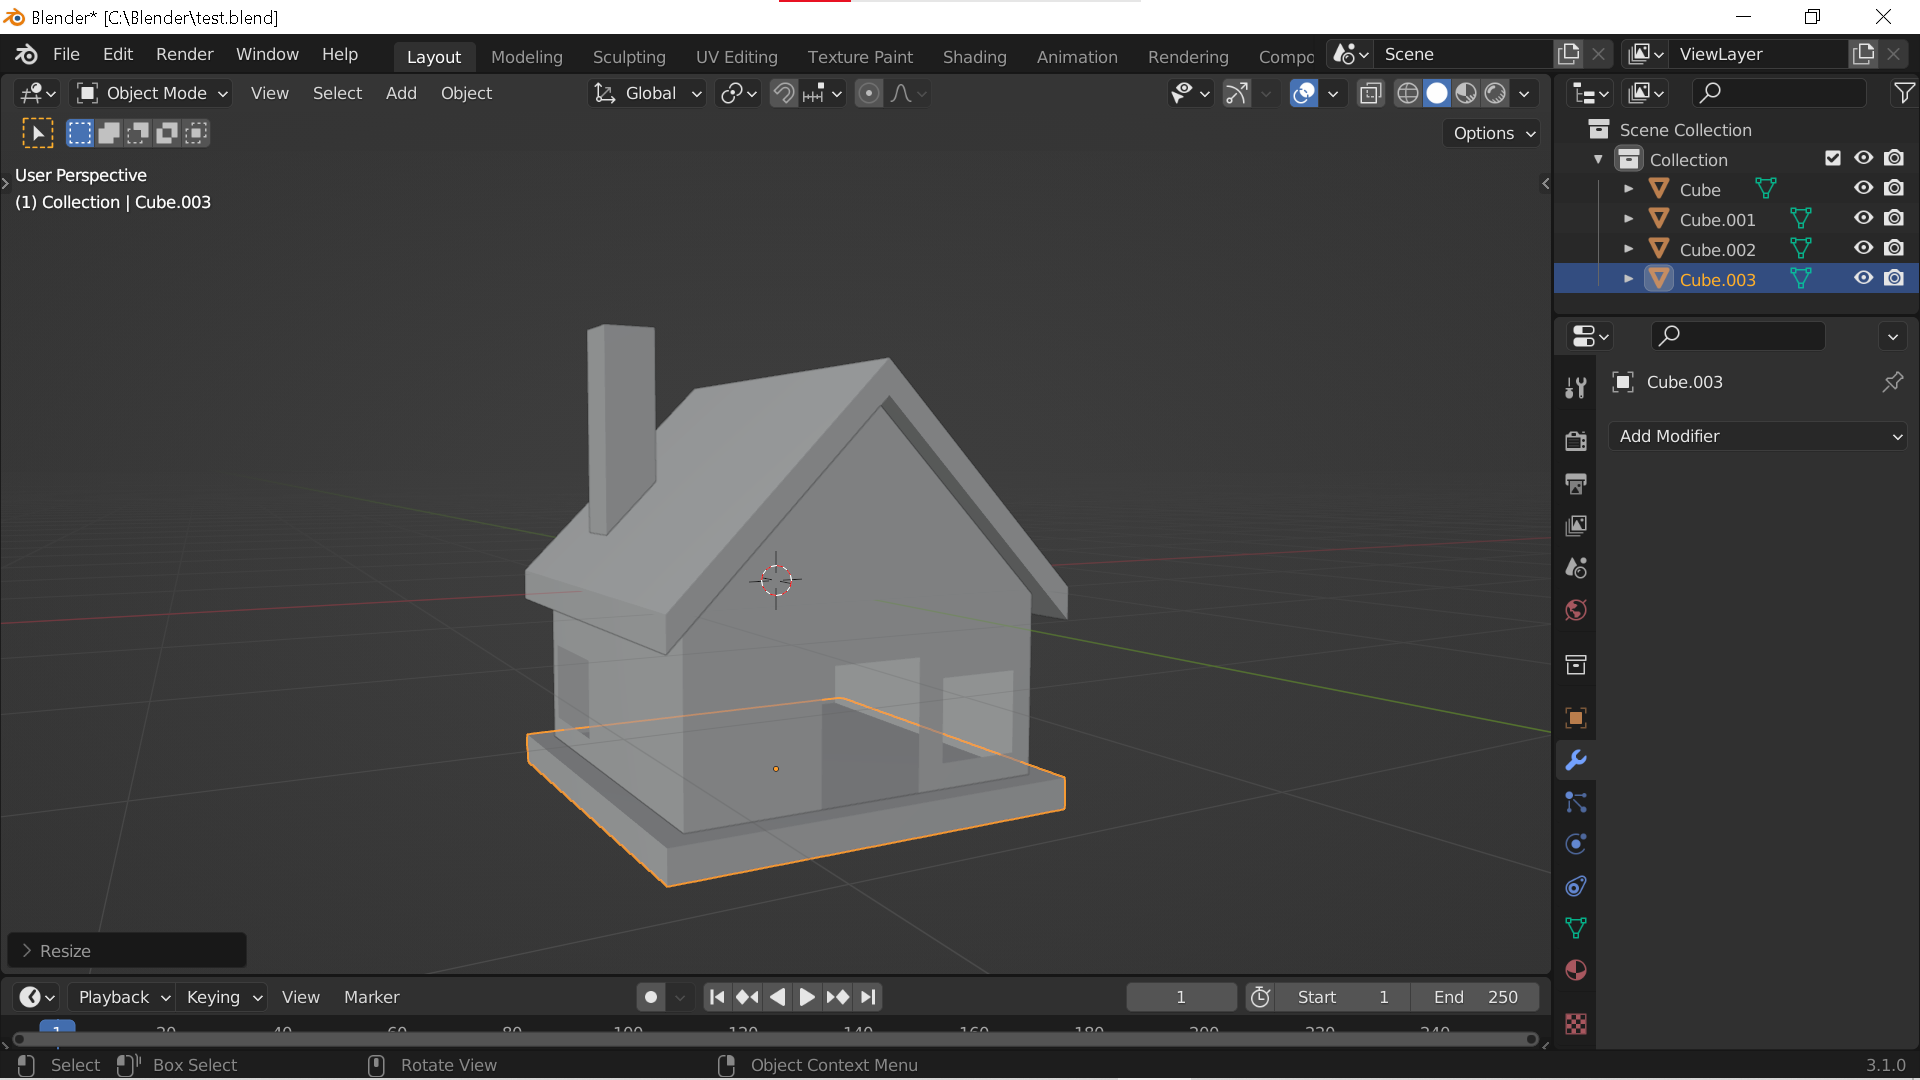 Blender* [C:\Blender\test.blend]
File Edit Render Window Help Layout Modeling Sculpting UV Editing Texture Paint Shading Animation Rendering Compo Scene ViewLayer
Object Mode View Select Add Object Global
Options
User Perspective
(1) Collection | Cube.003
Scene Collection
Collection
Cube
Cube.001
Cube.002
Cube.003
Cube.003
Add Modifier
Resize
Playback Keying View Marker 1 Start 1 End 250
1 20 40 60 80 100 120 140 160 180 200 220 240
Select Box Select Rotate View Object Context Menu 3.1.0